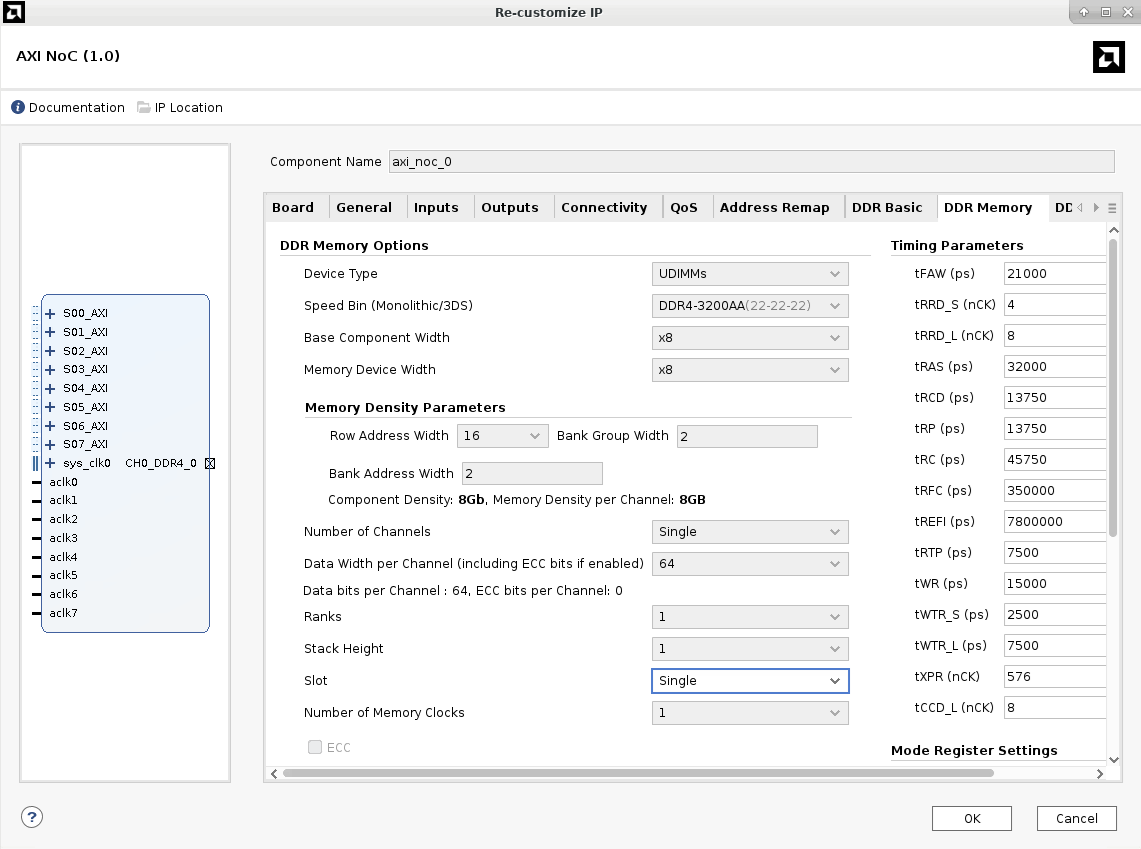 Re-customize IP
AXI NoC (1.0)
Documentation IP Location
Component Name axi_noc_0
Board General Inputs Outputs Connectivity QoS Address Remap DDR Basic DDR Memory DD
S00_AXI
S01_AXI
S02_AXI
S03_AXI
S04_AXI
S05_AXI
S06_AXI
S07_AXI
sys_clk0 CH0_DDR4_0
aclk0
aclk1
aclk2
aclk3
aclk4
aclk5
aclk6
aclk7
DDR Memory Options
Device Type UDIMMs
Speed Bin (Monolithic/3DS) DDR4-3200AA(22-22-22)
Base Component Width x8
Memory Device Width x8
Memory Density Parameters
Row Address Width 16 Bank Group Width 2
Bank Address Width 2
Component Density: 8Gb, Memory Density per Channel: 8GB
Number of Channels Single
Data Width per Channel (including ECC bits if enabled) 64
Data bits per Channel : 64, ECC bits per Channel: 0
Ranks 1
Stack Height 1
Slot Single
Number of Memory Clocks 1
ECC
Timing Parameters
tFAW (ps) 21000
tRRD_S (nCK) 4
tRRD_L (nCK) 8
tRAS (ps) 32000
tRCD (ps) 13750
tRP (ps) 13750
tRC (ps) 45750
tRFC (ps) 350000
tREFI (ps) 7800000
tRTP (ps) 7500
tWR (ps) 15000
tWTR_S (ps) 2500
tWTR_L (ps) 7500
tXPR (nCK) 576
tCCD_L (nCK) 8
Mode Register Settings
?
OK Cancel